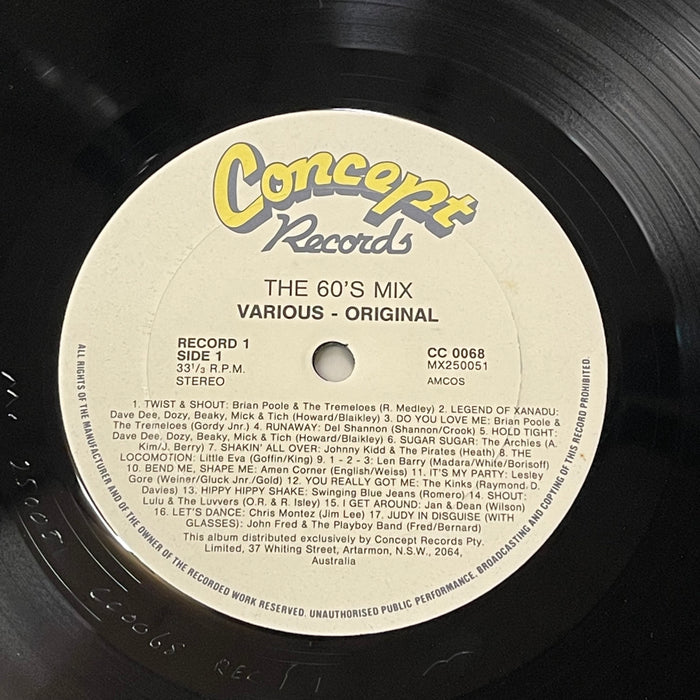 Concept
Records
THE 60'S MIX
VARIOUS - ORIGINAL
RECORD 1
SIDE 1
33 1/3 R.P.M.
STEREO
CC 0068
MX250051
AMCOS
1. TWIST & SHOUT: Brian Poole & The Tremeloes (R. Medley) 2. LEGEND OF XANADU:
Dave Dee, Dozy, Beaky, Mick & Tich (Howard/Blaikley) 3. DO YOU LOVE ME: Brian Poole &
The Tremeloes (Gordy Jnr.) 4. RUNAWAY: Del Shannon (Shannon/Crook) 5. HOLD TIGHT:
Dave Dee, Dozy, Beaky, Mick & Tich (Howard/Blaikley) 6. SUGAR SUGAR: The Archies (A.
Kim/J. Berry) 7. SHAKIN' ALL OVER: Johnny Kidd & The Pirates (Heath) 8. THE
LOCOTION: Little Eva (Goffin/King) 9. 1 - 2 - 3: Len Barry (Madara/White/Borisoff)
10. BEND ME, SHAPE ME: Amen Corner (English/Weiss) 11. IT'S MY PARTY: Lesley
Gore (Weiner/Gluck Jnr./Gold) 12. YOU REALLY GOT ME: The Kinks (Raymond. D.
Davies) 13. HIPPY HIPPY SHAKE: Swinging Blue Jeans (Romero) 14. SHOUT:
Lulu & The Luvvers (O.R. & R. Isley) 15. I GET AROUND: Jan & Dean (Wilson)
16. LET'S DANCE: Chris Montez (Jim Lee) 17. JUDY IN DISGUISE (WITH
GLASSES): John Fred & The Playboy Band (Fred/Bernard)
This album distributed exclusively by Concept Records Pty.
Limited, 37 Whiting Street, Artarmon, N.S.W., 2064,
Australia
ALL RIGHTS OF THE MANUFACTURER AND OF THE OWNER OF THE RECORDED WORK RESERVED. UNAUTHORISED PUBLIC PERFORMANCE, BROADCASTING AND COPYING OF THIS RECORD PROHIBITED.
CC0068 REC 1